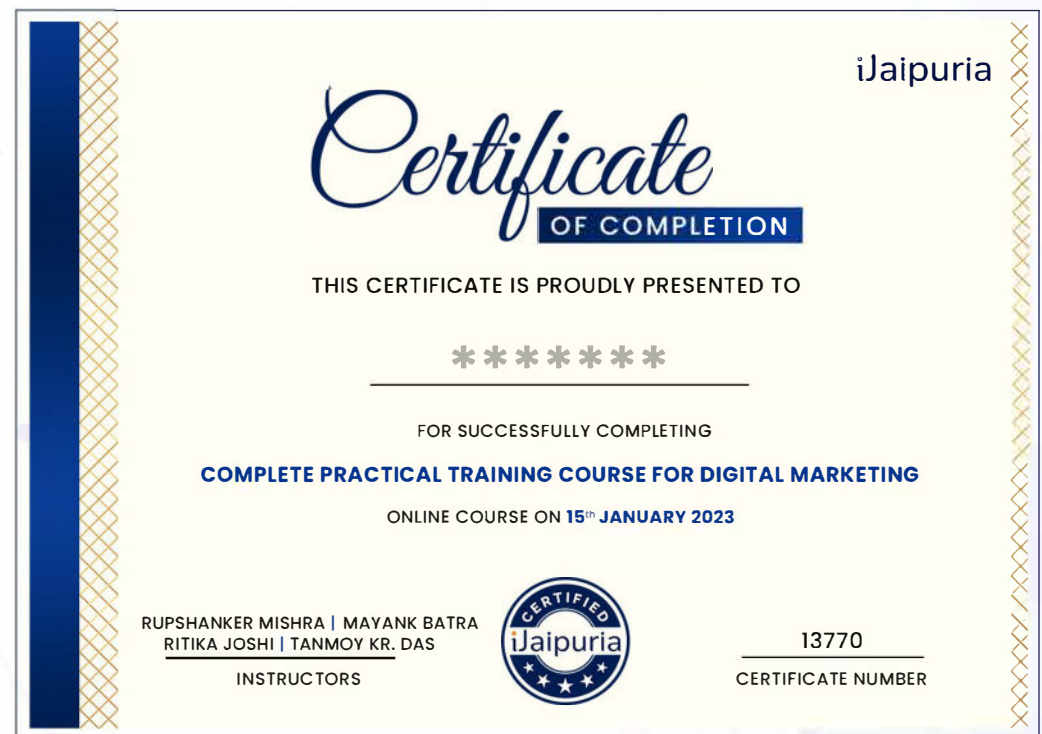 iJaipuria
Certificate
OF COMPLETION
THIS CERTIFICATE IS PROUDLY PRESENTED TO
*******
FOR SUCCESSFULLY COMPLETING
COMPLETE PRACTICAL TRAINING COURSE FOR DIGITAL MARKETING
ONLINE COURSE ON 15th JANUARY 2023
RUPSHANKER MISHRA | MAYANK BATRA
RITIKA JOSHI | TANMOY KR. DAS
INSTRUCTORS
CERTIFIED
iJaipuria
13770
CERTIFICATE NUMBER